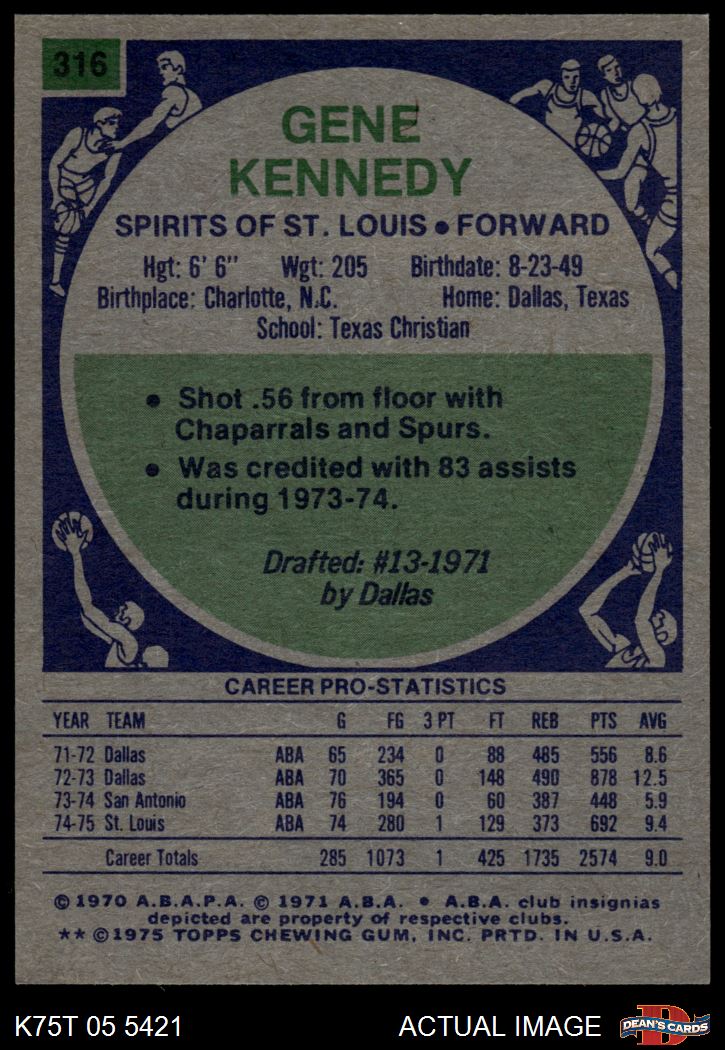 316
GENE
KENNEDY
SPIRITS OF ST. LOUIS • FORWARD
Hgt: 6' 6" Wgt: 205 Birthdate: 8-23-49
Birthplace: Charlotte, N.C. Home: Dallas, Texas
School: Texas Christian
• Shot .56 from floor with
Chaparrals and Spurs.
• Was credited with 83 assists
during 1973-74.
Drafted: #13-1971
by Dallas
CAREER PRO-STATISTICS
YEAR TEAM G FG 3 PT FT REB PTS AVG
71-72 Dallas ABA 65 234 0 88 485 556 8.6
72-73 Dallas ABA 70 365 0 148 490 878 12.5
73-74 San Antonio ABA 76 194 0 60 387 448 5.9
74-75 St. Louis ABA 74 280 1 129 373 692 9.4
Career Totals 285 1073 1 425 1735 2574 9.0
© 1970 A.B.A.P.A. © 1971 A.B.A. • A.B.A. club insignias
depicted are property of respective clubs.
** © 1975 TOPPS CHEWING GUM, INC. PRTD. IN U.S.A.
K75T 05 5421 ACTUAL IMAGE D DEAN'S CARDS